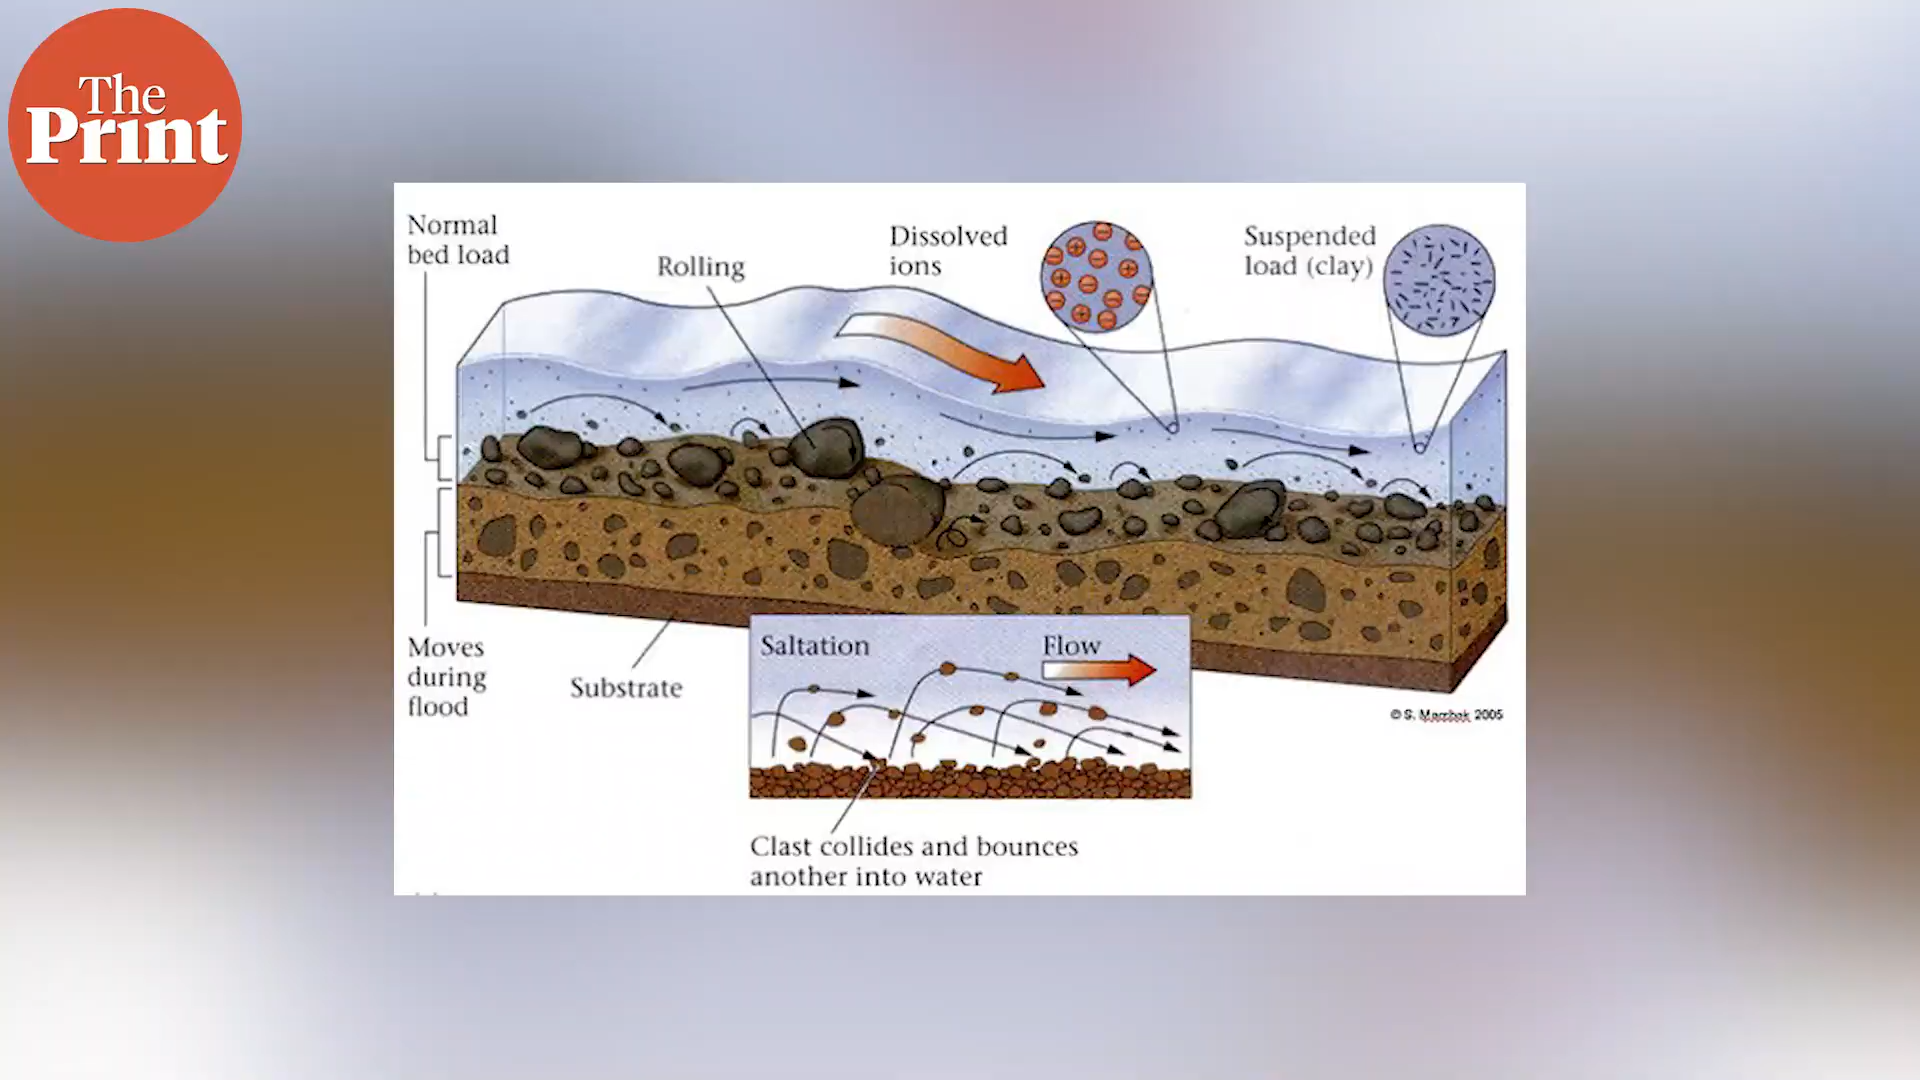 The
Print
Normal
bed load
Rolling
Dissolved
ions
Suspended
load (clay)
Moves
during
flood
Substrate
Saltation
Flow
© S. Marshak 2005
Clast collides and bounces
another into water